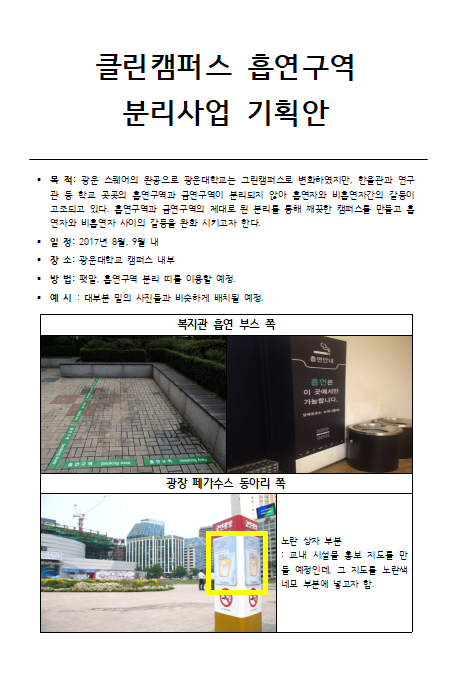 클린캠퍼스 흡연구역
분리사업 기획안
▪ 목 적: 광운 스퀘어의 완공으로 광운대학교는 그린캠퍼스로 변화하였지만, 한울관과 연구
관 등 학교 곳곳의 흡연구역과 금연구역이 분리되지 않아 흡연자와 비흡연자간의 갈등이
고조되고 있다. 흡연구역과 금연구역의 제대로 된 분리를 통해 깨끗한 캠퍼스를 만들고 흡
연자와 비흡연자 사이의 갈등을 완화 시키고자 한다.
▪ 일 정: 2017년 8월, 9월 내
▪ 장 소: 광운대학교 캠퍼스 내부
▪ 방 법: 팻말, 흡연구역 분리 띠를 이용할 예정.
▪ 예 시 : 대부분 밑의 사진들과 비슷하게 배치될 예정.
복지관 흡연 부스 쪽
흡연구역 Smoking Area
흡연구역 Smoking Area
흡연안내
흡연은
이 곳에서만
가능합니다.
광장 페가수스 동아리 쪽
노란 상자 부분
: 교내 시설물 홍보 지도를 만
들 예정인데, 그 지도를 노란색
네모 부분에 넣고자 함.